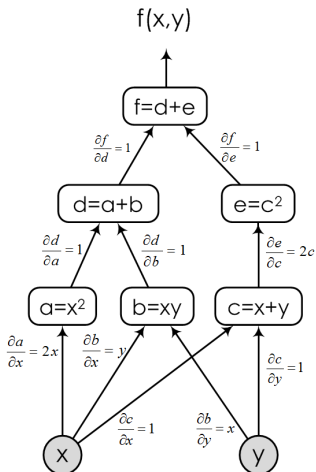 f(x,y)
f=d+e
∂f/∂d = 1
∂f/∂e = 1
d=a+b
e=c²
∂d/∂a = 1
∂d/∂b = 1
∂e/∂c = 2c
a=x²
b=xy
c=x+y
∂a/∂x = 2x
∂b/∂x = y
∂c/∂y = 1
∂c/∂x = 1
∂b/∂y = x
x
y